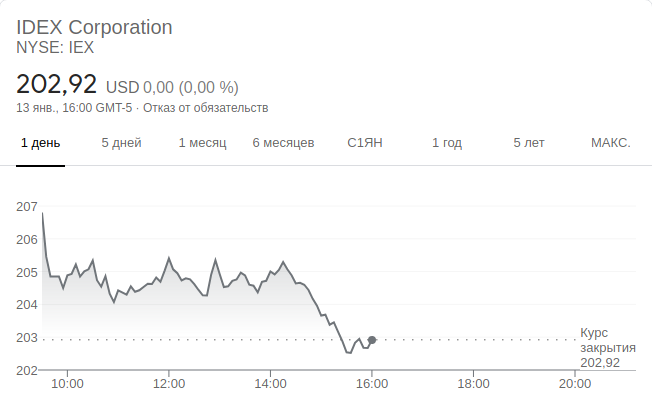 IDEX Corporation
NYSE: IEX
202,92 USD 0,00 (0,00 %)
13 янв., 16:00 GMT-5 · Отказ от обязательств
1 день 5 дней 1 месяц 6 месяцев С1ЯН 1 год 5 лет МАКС.
207
206
205
204
203
202
Курс
закрытия
202,92
10:00 12:00 14:00 16:00 18:00 20:00